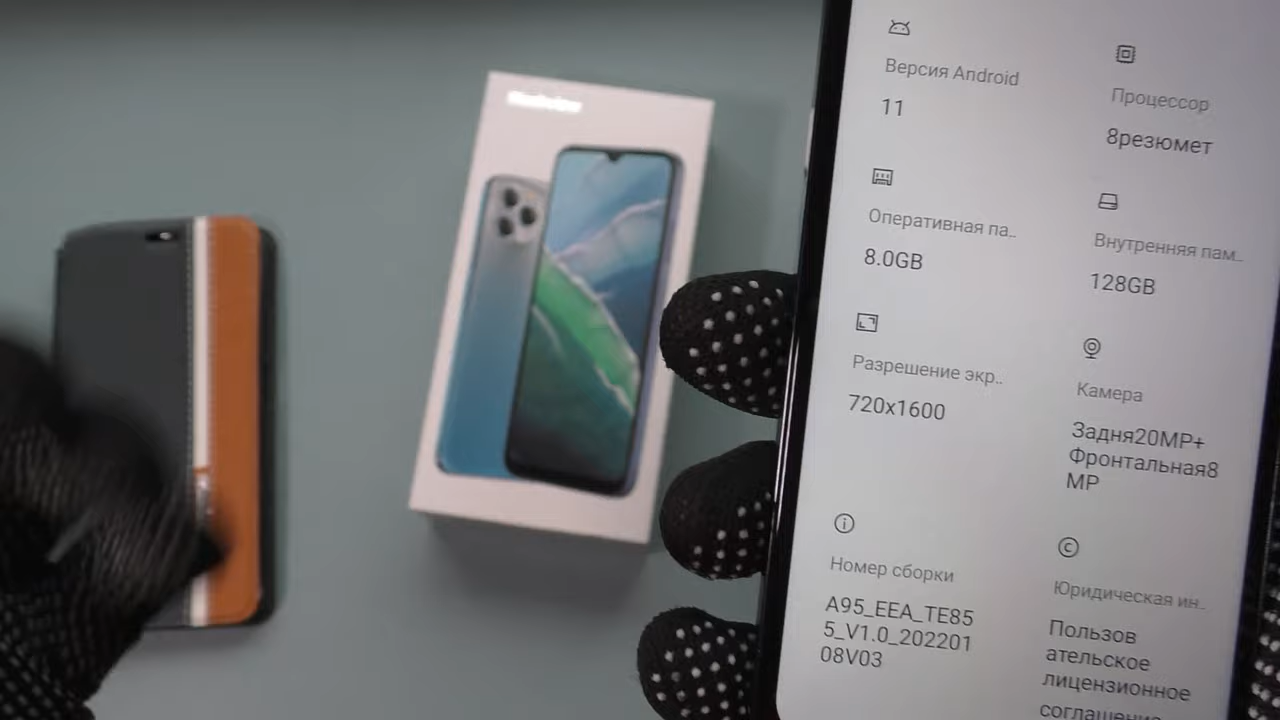 Версия Android
11
Процессор
8резюмет
Оперативная па..
8.0GB
Внутренняя пам..
128GB
Разрешение экр..
720x1600
Камера
Задня20MP+
Фронтальная8
MP
Номер сборки
A95_EEA_TE85
5_V1.0_202201
08V03
Юридическая ин..
Пользов
ательское
лицензионное
соглашение